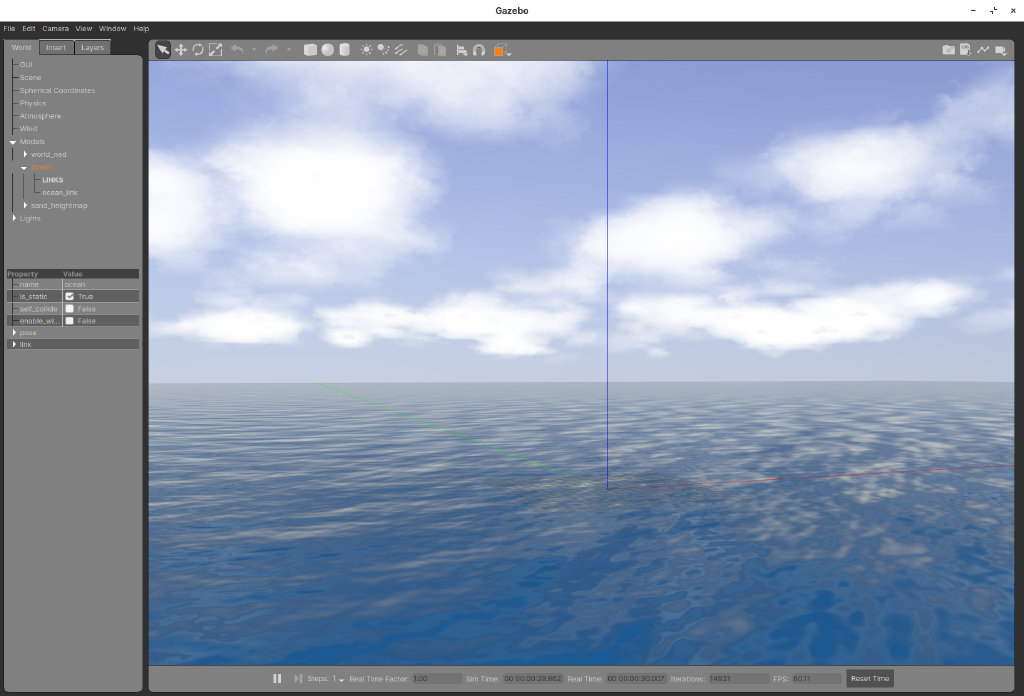 Gazebo
File Edit Camera View Window Help
World Insert Layers
GUI
Scene
Spherical Coordinates
Physics
Atmosphere
Wind
Models
world_ned
ocean
LINKS
ocean_link
sand_heightmap
Lights
Property Value
name ocean
is_static True
self_collide False
enable_wi... False
pose
link
Steps: 1 Real Time Factor: 1.00 Sim Time: 00 00:00:29.862 Real Time: 00 00:00:30.007 Iterations: 14931 FPS: 60.11 Reset Time